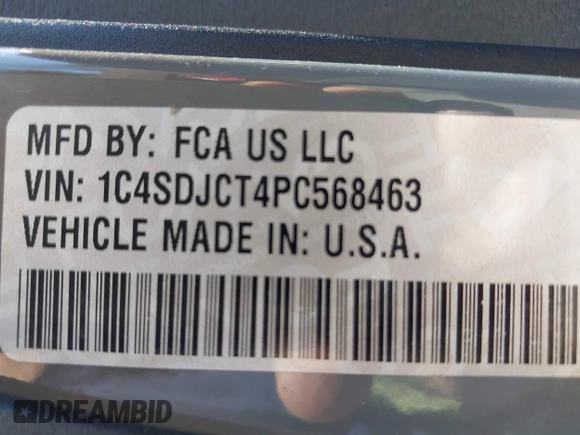 MFD BY: FCA US LLC
VIN: 1C4SDJCT4PC568463
VEHICLE MADE IN: U.S.A.
DREAMBID